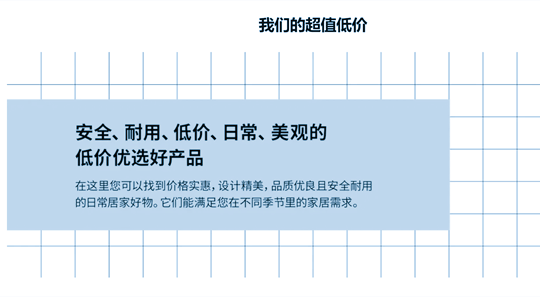 我们的超值低价
安全、耐用、低价、日常、美观的
低价优选好产品
在这里您可以找到价格实惠，设计精美，品质优良且安全耐用
的日常居家好物。它们能满足您在不同季节里的家居需求。